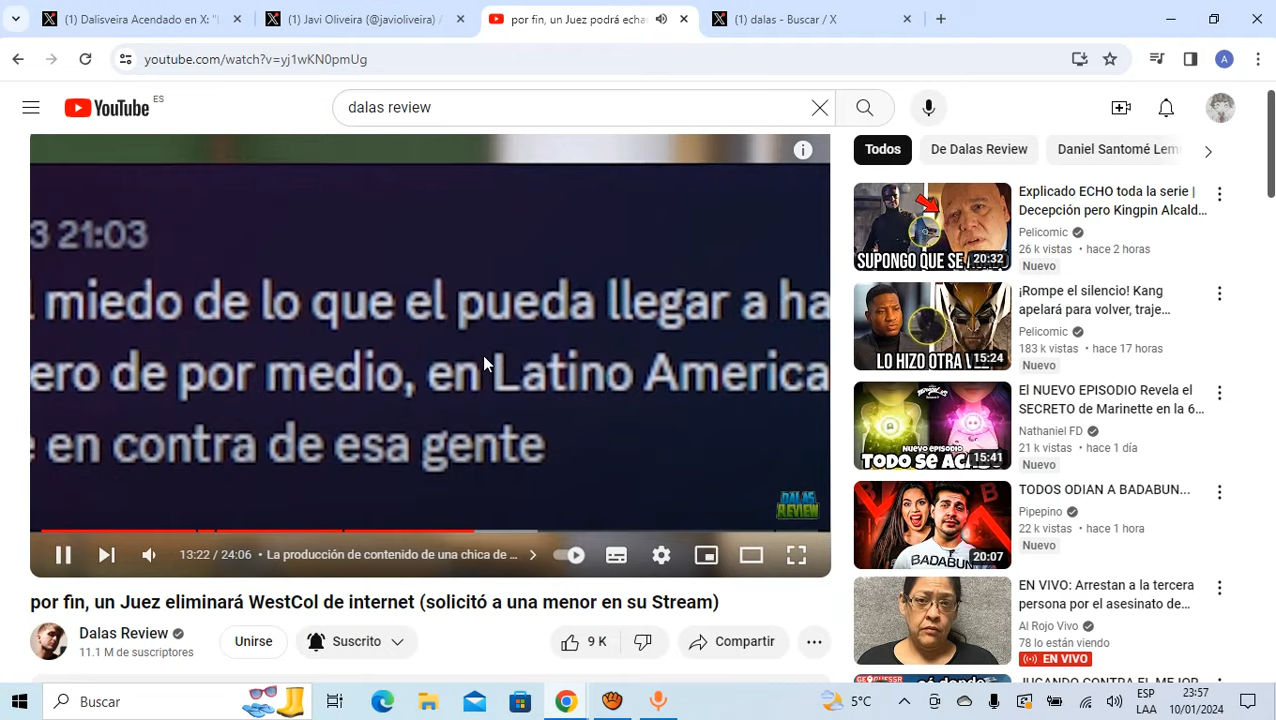 (1) Dalisveira Acendado en X: "
(1) Javi Oliveira (@javioliveira) /
por fin, un Juez podrá echa
(1) dalas - Buscar / X
youtube.com/watch?v=yj1wKN0pmUg
YouTube ES
dalas review
3 21:03
miedo de lo que el pueda llegar a ha
ero de por medio, en Latino America
e en contra de esa gente
DALAS REVIEW
13:22 / 24:06 • La producción de contenido de una chica de ...
por fin, un Juez eliminará WestCol de internet (solicitó a una menor en su Stream)
Dalas Review
11.1 M de suscriptores
Unirse
Suscrito
9 K
Compartir
Todos
De Dalas Review
Daniel Santomé Lem
Explicado ECHO toda la serie |
Decepción pero Kingpin Alcald...
Pelicomic
26 k vistas • hace 2 horas
Nuevo
SUPONGO QUE SE
20:32
¡Rompe el silencio! Kang
apelará para volver, traje...
Pelicomic
183 k vistas • hace 17 horas
Nuevo
LO HIZO OTRA VEZ
15:24
El NUEVO EPISODIO Revela el
SECRETO de Marinette en la 6...
Nathaniel FD
21 k vistas • hace 1 día
Nuevo
NUEVO EPISODIO
TODO SE
15:41
TODOS ODIAN A BADABUN...
Pipepino
22 k vistas • hace 1 hora
Nuevo
BADABUN
20:07
EN VIVO: Arrestan a la tercera
persona por el asesinato de...
Al Rojo Vivo
78 lo están viendo
EN VIVO
JUGANDO CONTRA EL MEJOR
Buscar
5°C
ESP
LAA
23:57
10/01/2024
A